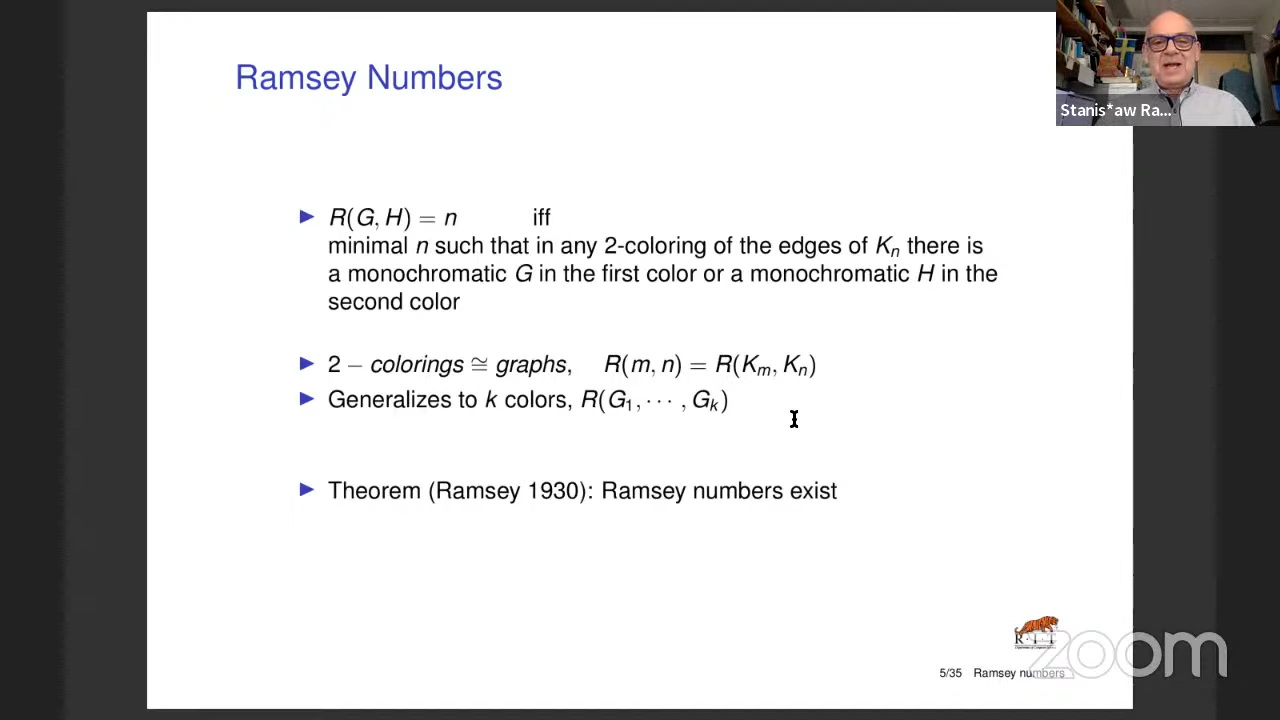 Ramsey Numbers
Stanis*aw Ra...
▶ R(G, H) = n iff
minimal n such that in any 2-coloring of the edges of Kₙ there is
a monochromatic G in the first color or a monochromatic H in the
second color
▶ 2 − colorings ≅ graphs, R(m, n) = R(Kₘ, Kₙ)
▶ Generalizes to k colors, R(G₁, ⋯ , Gₖ)
▶ Theorem (Ramsey 1930): Ramsey numbers exist
R·I·T
zoom
5/35 Ramsey numbers